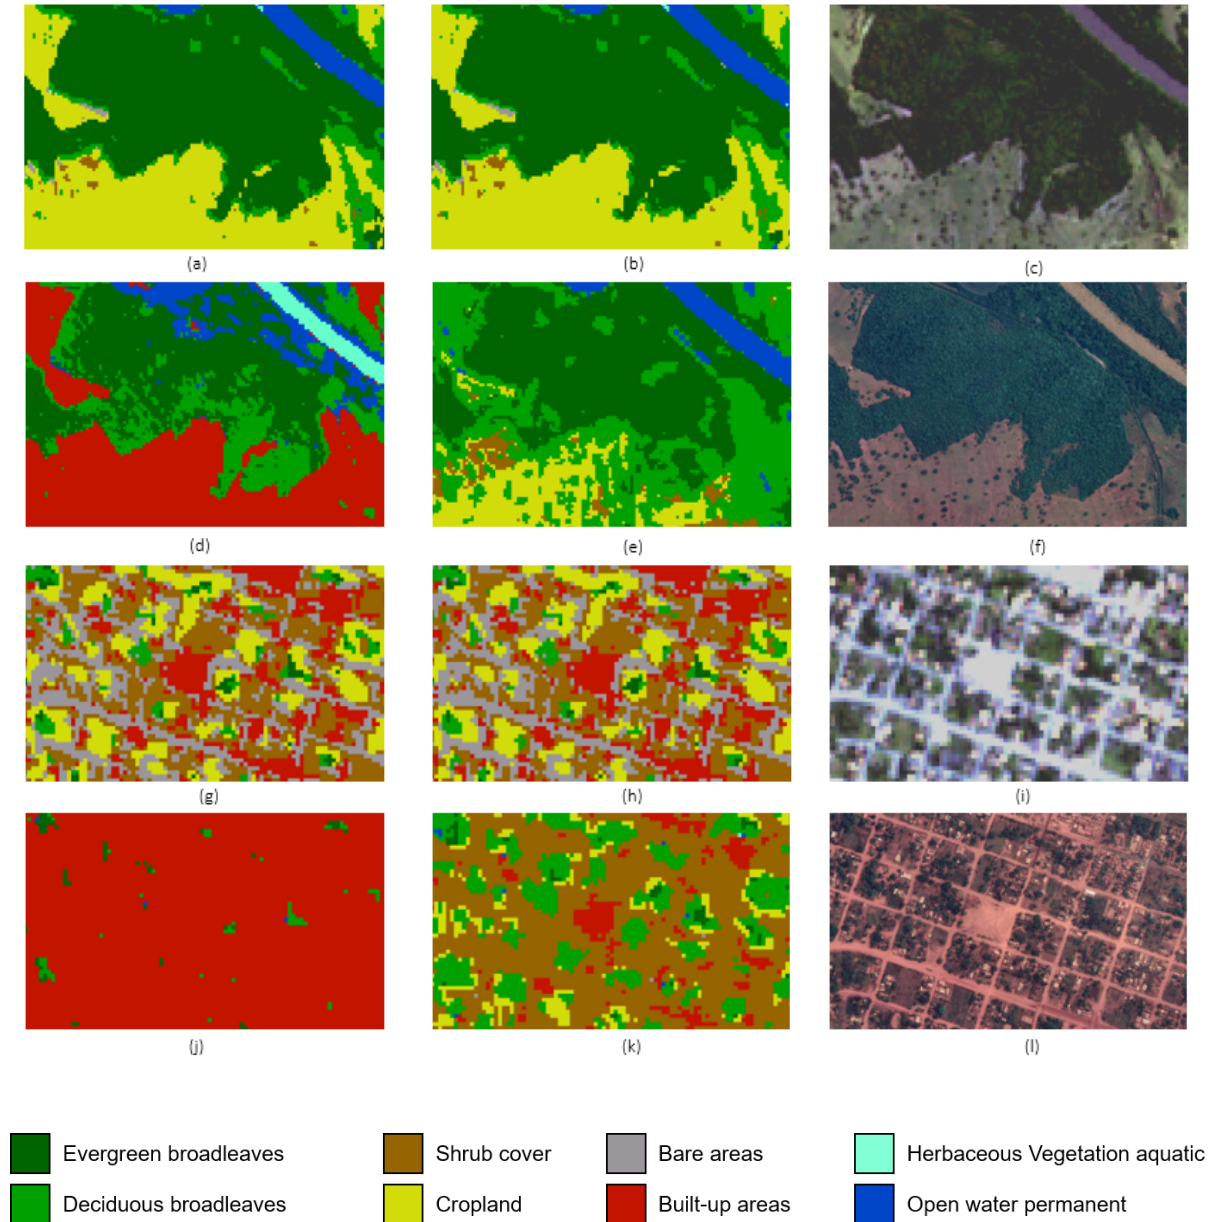 (a) (b) (c)
(d) (e) (f)
(g) (h) (i)
(j) (k) (l)
Evergreen broadleaves Shrub cover Bare areas Herbaceous Vegetation aquatic
Deciduous broadleaves Cropland Built-up areas Open water permanent